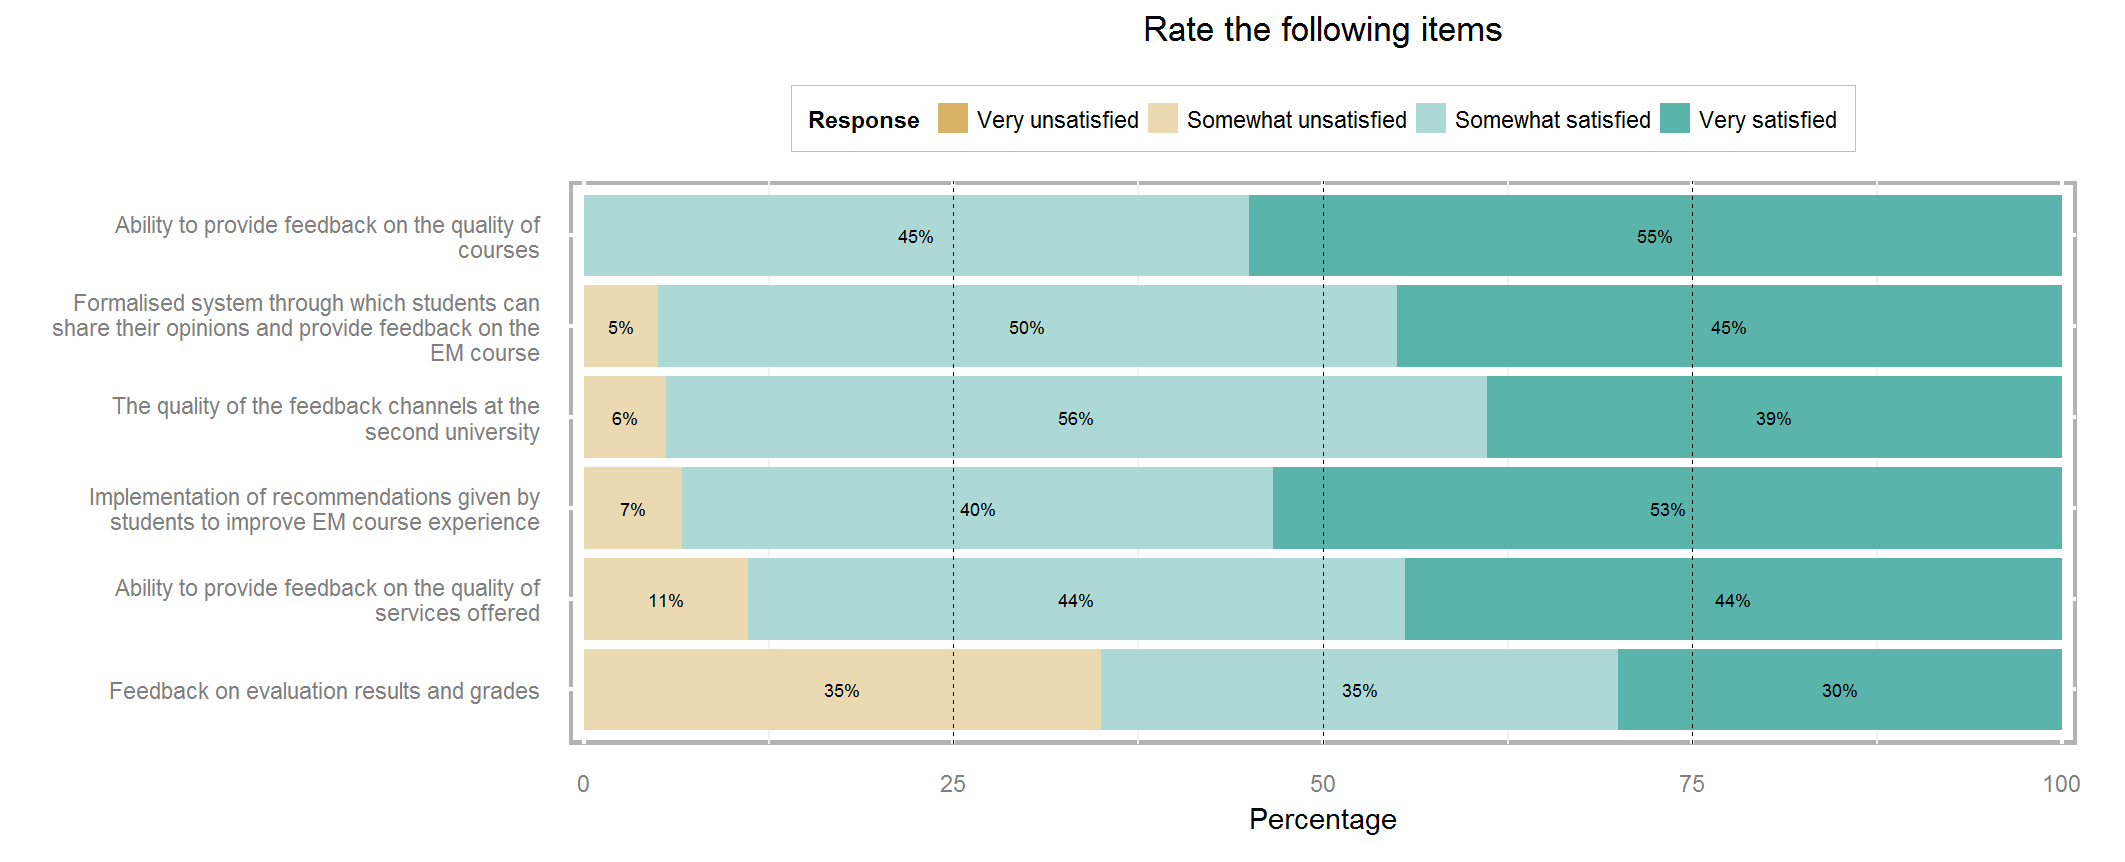 Rate the following items
Response Very unsatisfied Somewhat unsatisfied Somewhat satisfied Very satisfied
Ability to provide feedback on the quality of
courses
45% 55%
Formalised system through which students can
share their opinions and provide feedback on the
EM course
5% 50% 45%
The quality of the feedback channels at the
second university
6% 56% 39%
Implementation of recommendations given by
students to improve EM course experience
7% 40% 53%
Ability to provide feedback on the quality of
services offered
11% 44% 44%
Feedback on evaluation results and grades
35% 35% 30%
0 25 50 75 100
Percentage